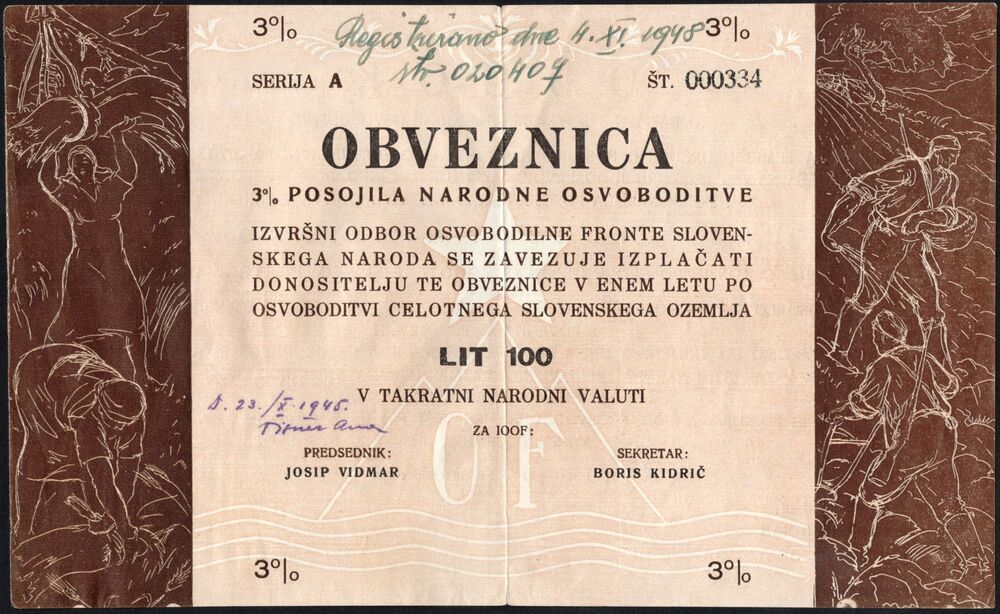 3% 3%
Registrirano dne 4. XI. 1948
str. 020407
SERIJA A ŠT. 000334
OBVEZNICA
3% POSOJILA NARODNE OSVOBODITVE
IZVRŠNI ODBOR OSVOBODILNE FRONTE SLOVEN-
SKEGA NARODA SE ZAVEZUJE IZPLAČATI
DONOSITELJU TE OBVEZNICE V ENEM LETU PO
OSVOBODITVI CELOTNEGA SLOVENSKEGA OZEMLJA
LIT 100
V TAKRATNI NARODNI VALUTI
23./X. 1945.
ZA IOOF:
PREDSEDNIK: SEKRETAR:
JOSIP VIDMAR BORIS KIDRIČ
OF
3% 3%